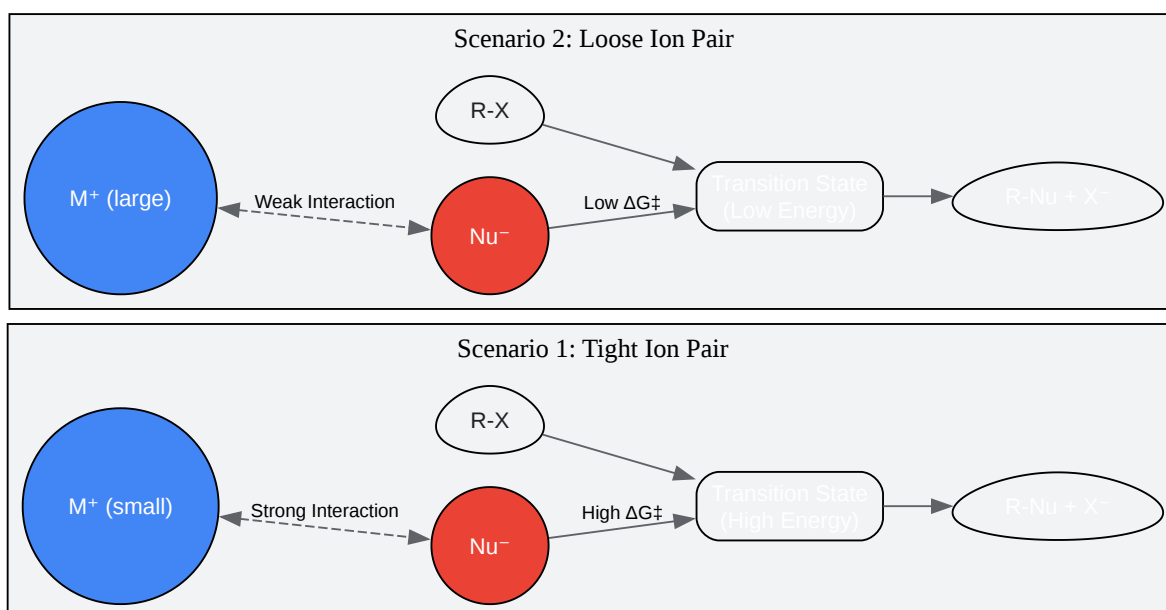 Scenario 2: Loose Ion Pair
R-X
M⁺ (large)
Weak Interaction
Nu⁻
Low ΔG‡
Transition State
(Low Energy)
R-Nu + X⁻
Scenario 1: Tight Ion Pair
R-X
M⁺ (small)
Strong Interaction
Nu⁻
High ΔG‡
Transition State
(High Energy)
R-Nu + X⁻